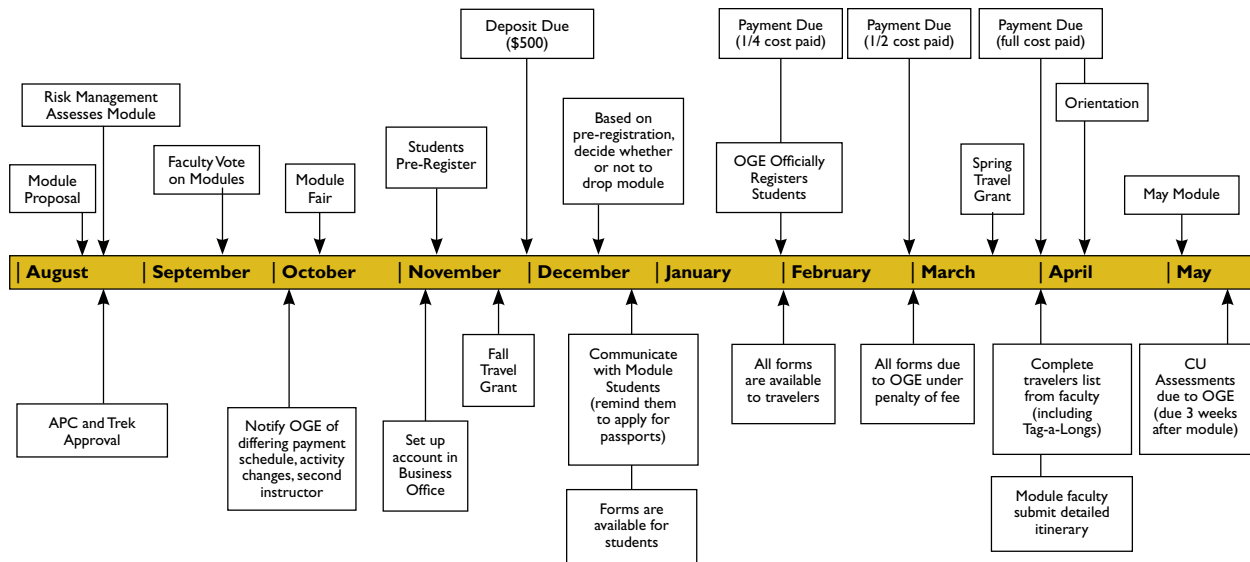 Deposit Due
($500)
Payment Due
(1/4 cost paid)
Payment Due
(1/2 cost paid)
Payment Due
(full cost paid)
Risk Management
Assesses Module
Orientation
Based on
pre-registration,
decide whether
or not to
drop module
Students
Pre-Register
OGE Officially
Registers
Students
Spring
Travel
Grant
Faculty Vote
on Modules
Module
Proposal
Module
Fair
May Module
| August
| September
| October
| November
| December
| January
| February
| March
| April
| May
APC and Trek
Approval
Notify OGE of
differing payment
schedule, activity
changes, second
instructor
Set up
account in
Business
Office
Fall
Travel
Grant
Communicate
with Module
Students
(remind them
to apply for
passports)
Forms are
available for
students
All forms
are available
to travelers
All forms due
to OGE under
penalty of fee
Complete
travelers list
from faculty
(including
Tag-a-Longs)
Module faculty
submit detailed
itinerary
CU
Assessments
due to OGE
(due 3 weeks
after module)